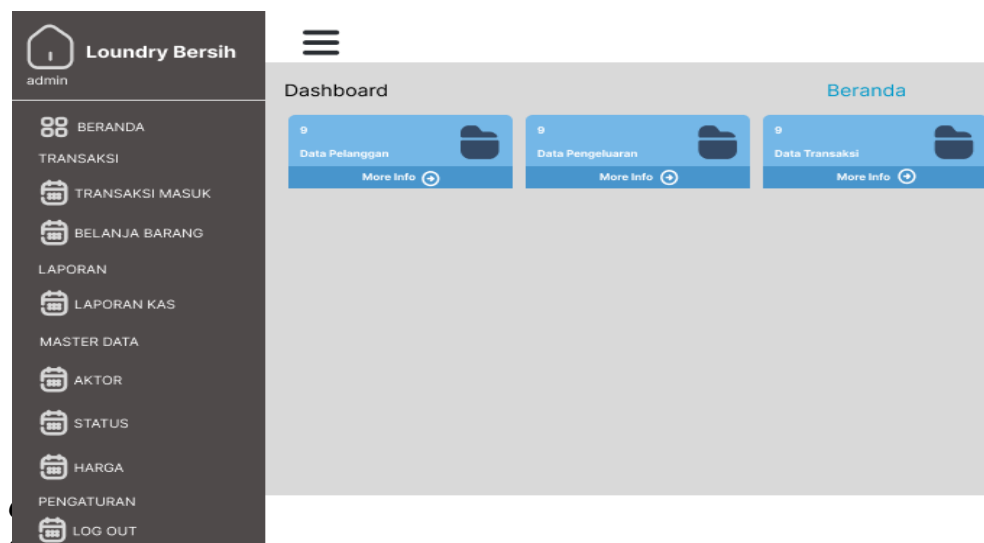 Loundry Bersih
admin
BERANDA
TRANSAKSI
TRANSAKSI MASUK
BELANJA BARANG
LAPORAN
LAPORAN KAS
MASTER DATA
AKTOR
STATUS
HARGA
PENGATURAN
LOG OUT
Dashboard
Beranda
9
Data Pelanggan
More Info
9
Data Pengeluaran
More Info
9
Data Transaksi
More Info